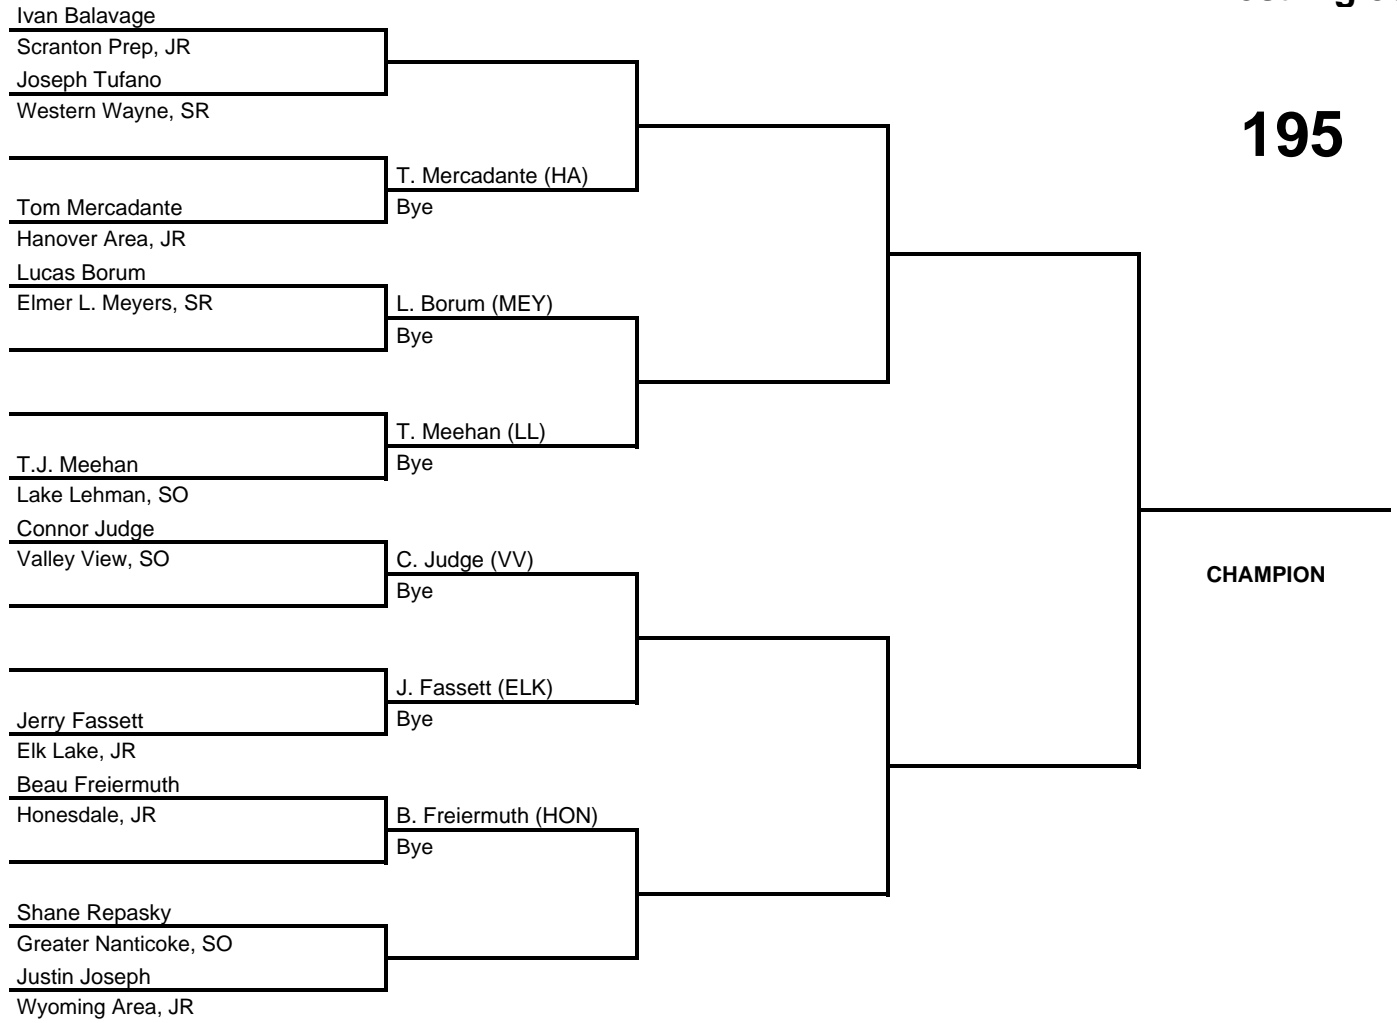 Ivan Balavage
Scranton Prep, JR
Joseph Tufano
Western Wayne, SR
195
T. Mercadante (HA)
Tom Mercadante
Bye
Hanover Area, JR
Lucas Borum
Elmer L. Meyers, SR
L. Borum (MEY)
Bye
T. Meehan (LL)
T.J. Meehan
Bye
Lake Lehman, SO
Connor Judge
Valley View, SO
C. Judge (VV)
CHAMPION
Bye
J. Fassett (ELK)
Jerry Fassett
Bye
Elk Lake, JR
Beau Freiermuth
Honesdale, JR
B. Freiermuth (HON)
Bye
Shane Repasky
Greater Nanticoke, SO
Justin Joseph
Wyoming Area, JR